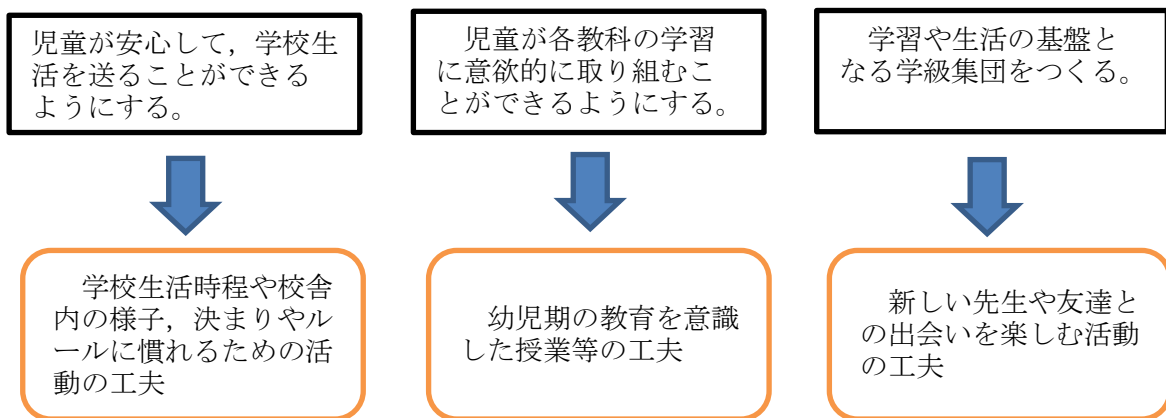 児童が安心して，学校生
活を送ることができる
ようにする。
児童が各教科の学習
に意欲的に取り組むこ
とができるようにする。
学習や生活の基盤と
なる学級集団をつくる。
学校生活時程や校舎
内の様子，決まりやル
ールに慣れるための活
動の工夫
幼児期の教育を意識
した授業等の工夫
新しい先生や友達と
の出会いを楽しむ活動
の工夫